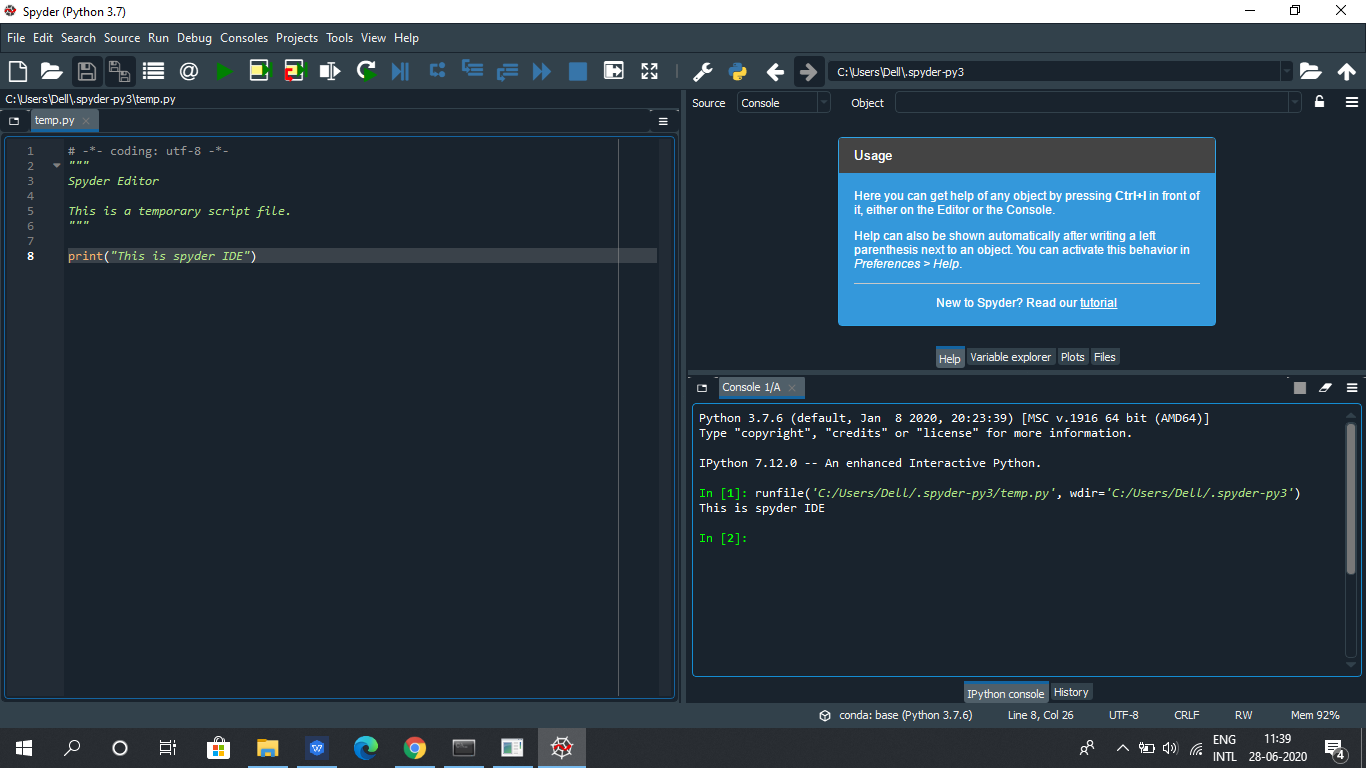 Spyder (Python 3.7)
File Edit Search Source Run Debug Consoles Projects Tools View Help
C:\Users\Dell\.spyder-py3
C:\Users\Dell\.spyder-py3\temp.py
temp.py
1 # -*- coding: utf-8 -*-
2 """
3 Spyder Editor
4
5 This is a temporary script file.
6 """
7
8 print("This is spyder IDE")
Source Console Object
Usage
Here you can get help of any object by pressing Ctrl+I in front of
it, either on the Editor or the Console.
Help can also be shown automatically after writing a left
parenthesis next to an object. You can activate this behavior in
Preferences > Help.
New to Spyder? Read our tutorial
Help Variable explorer Plots Files
Console 1/A
Python 3.7.6 (default, Jan  8 2020, 20:23:39) [MSC v.1916 64 bit (AMD64)]
Type "copyright", "credits" or "license" for more information.
IPython 7.12.0 -- An enhanced Interactive Python.
In [1]: runfile('C:/Users/Dell/.spyder-py3/temp.py', wdir='C:/Users/Dell/.spyder-py3')
This is spyder IDE
In [2]:
IPython console History
conda: base (Python 3.7.6) Line 8, Col 26 UTF-8 CRLF RW Mem 92%
ENG
INTL
11:39
28-06-2020
4